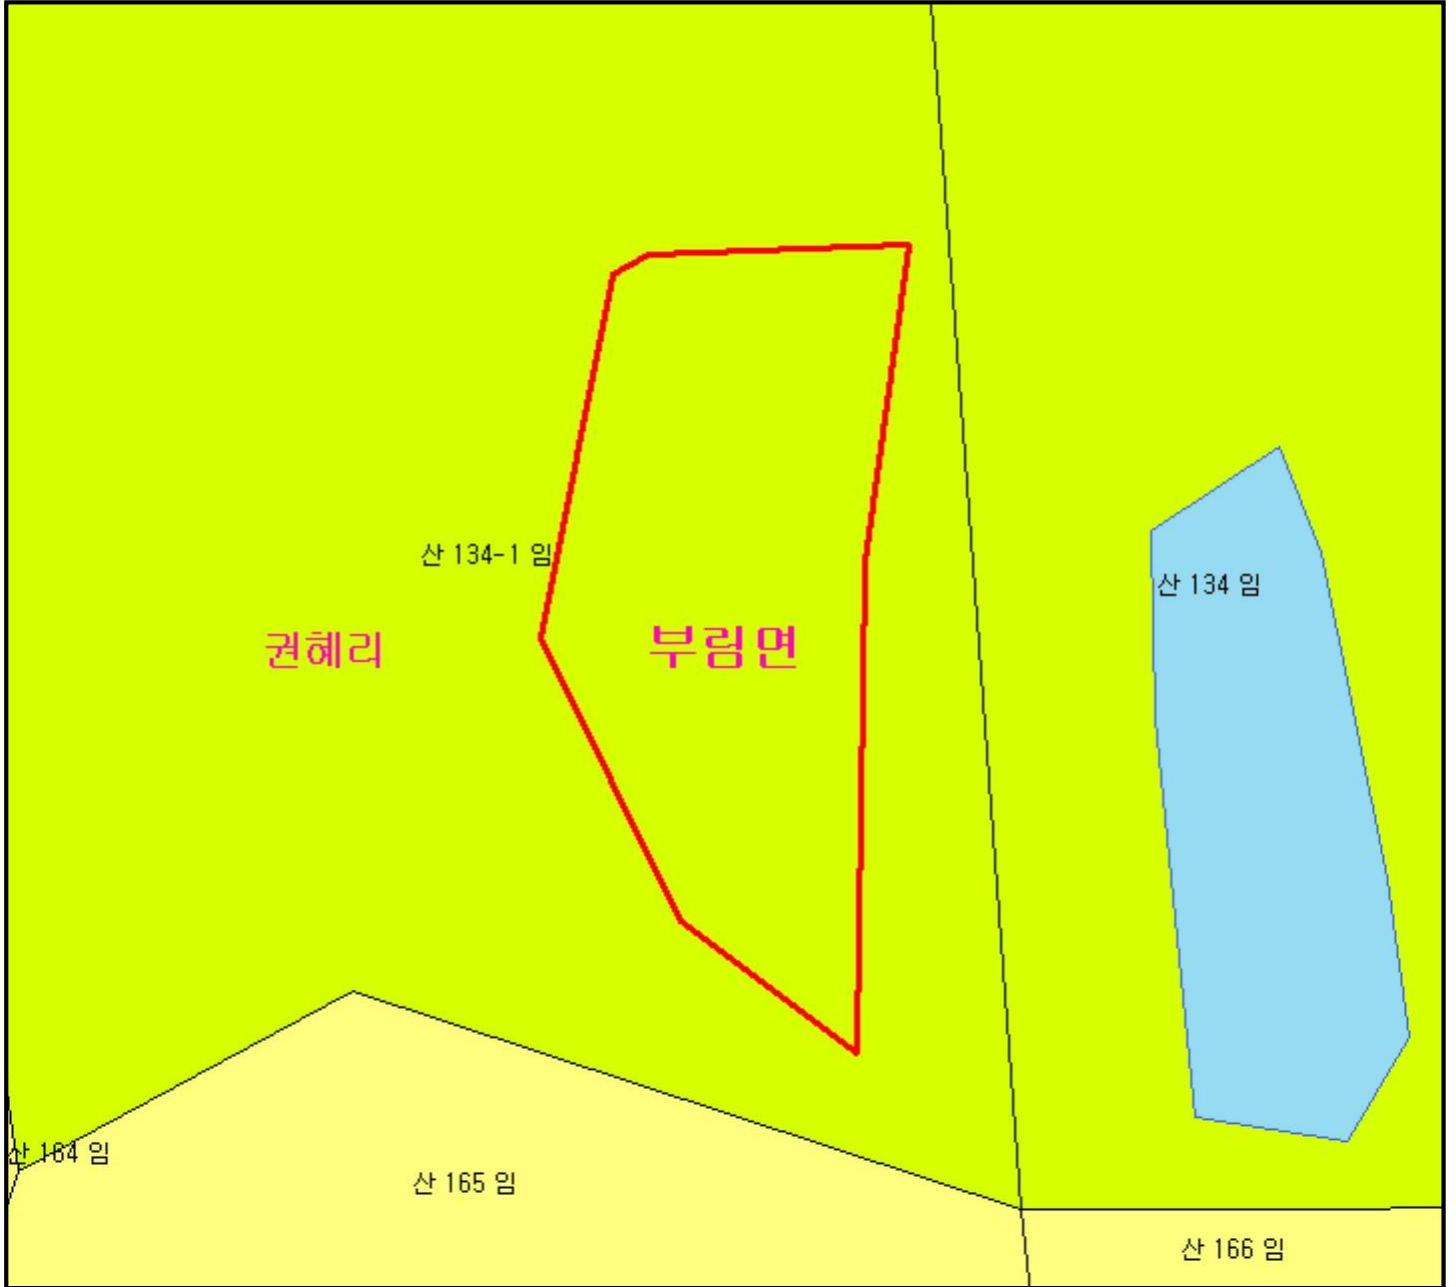 산 134-1 임
산 134 임
권혜리
부림면
산 164 임
산 165 임
산 166 임